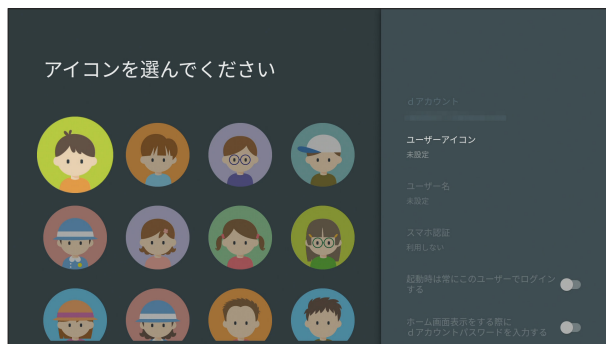 アイコンを選んでください
dアカウント
ユーザーアイコン
未設定
ユーザー名
未設定
スマホ認証
利用しない
起動時は常にこのユーザーでログイン
する
ホーム画面表示をする際に
dアカウントパスワードを入力する